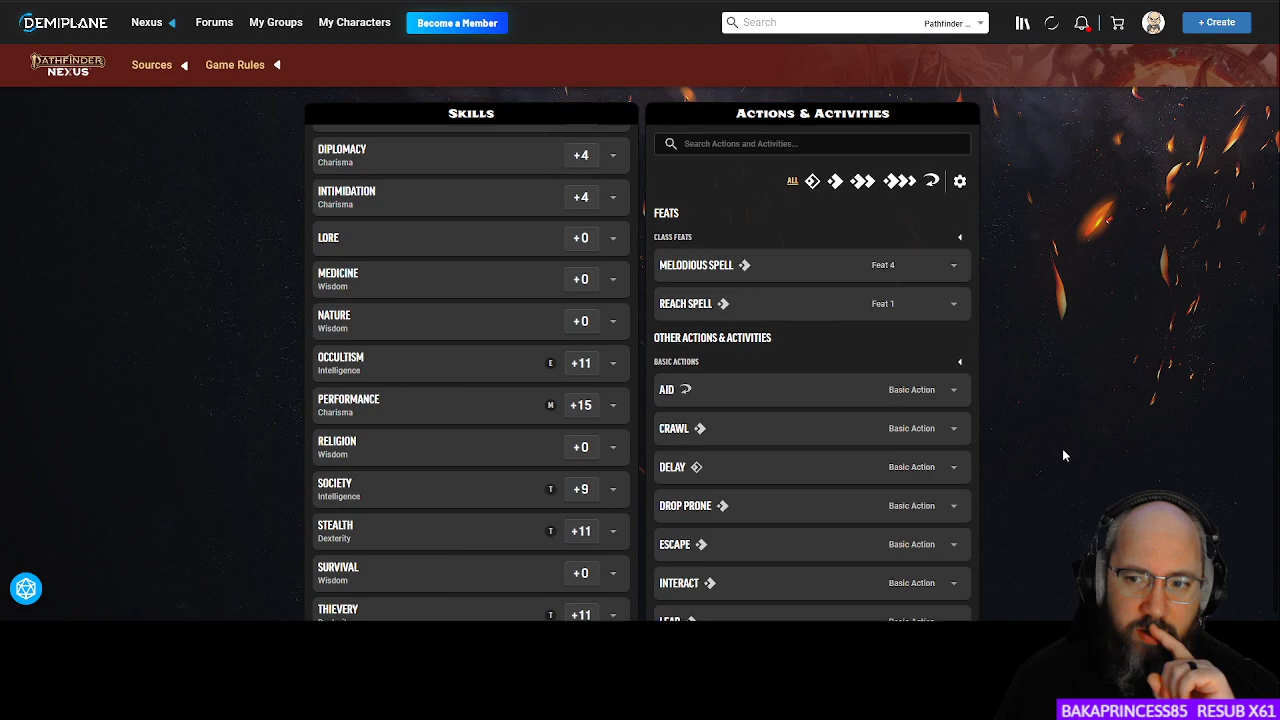 DEMIPLANE
Nexus
Forums
My Groups
My Characters
Become a Member
Search
Pathfinder ...
+ Create
PATHFINDER
NEXUS
Sources
Game Rules
SKILLS
DIPLOMACY
Charisma
+4
INTIMIDATION
Charisma
+4
LORE
+0
MEDICINE
Wisdom
+0
NATURE
Wisdom
+0
OCCULTISM
Intelligence
E
+11
PERFORMANCE
Charisma
M
+15
RELIGION
Wisdom
+0
SOCIETY
Intelligence
T
+9
STEALTH
Dexterity
T
+11
SURVIVAL
Wisdom
+0
THIEVERY
T
+11
ACTIONS & ACTIVITIES
Search Actions and Activities...
ALL
FEATS
CLASS FEATS
MELODIOUS SPELL
Feat 4
REACH SPELL
Feat 1
OTHER ACTIONS & ACTIVITIES
BASIC ACTIONS
AID
Basic Action
CRAWL
Basic Action
DELAY
Basic Action
DROP PRONE
Basic Action
ESCAPE
Basic Action
INTERACT
Basic Action
BAKAPRINCESS85 RESUB X61